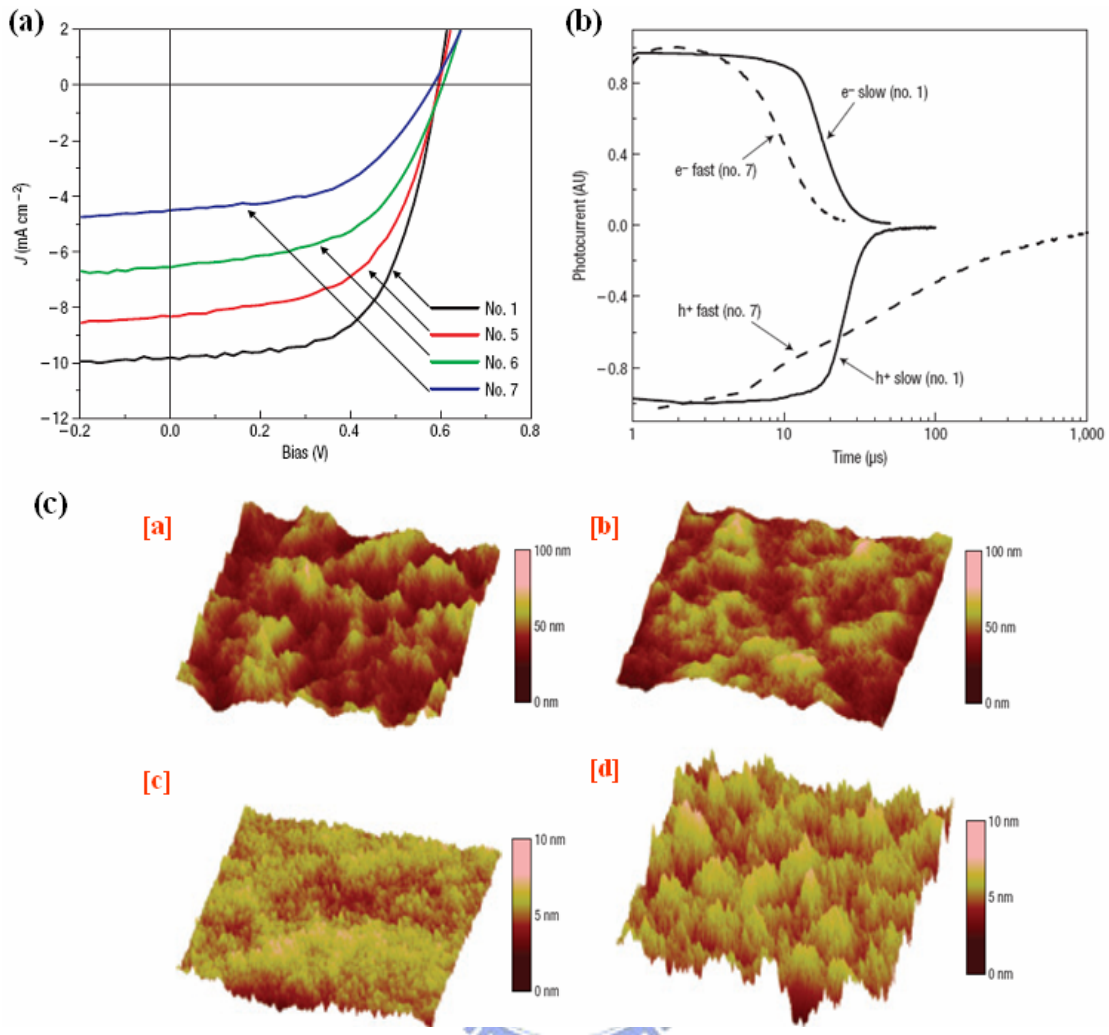 (a)
2
0
−2
−4
−6
−8
−10
−12
J (mA cm⁻²)
−0.2
0.0
0.2
0.4
0.6
0.8
Bias (V)
No. 1
No. 5
No. 6
No. 7
(b)
0.8
0.4
0.0
−0.4
−0.8
Photocurrent (AU)
1
10
100
1,000
Time (µs)
e⁻ slow (no. 1)
e⁻ fast (no. 7)
h⁺ fast (no. 7)
h⁺ slow (no. 1)
(c)
[a]
100 nm
50 nm
0 nm
[b]
100 nm
50 nm
0 nm
[c]
10 nm
5 nm
0 nm
[d]
10 nm
5 nm
0 nm